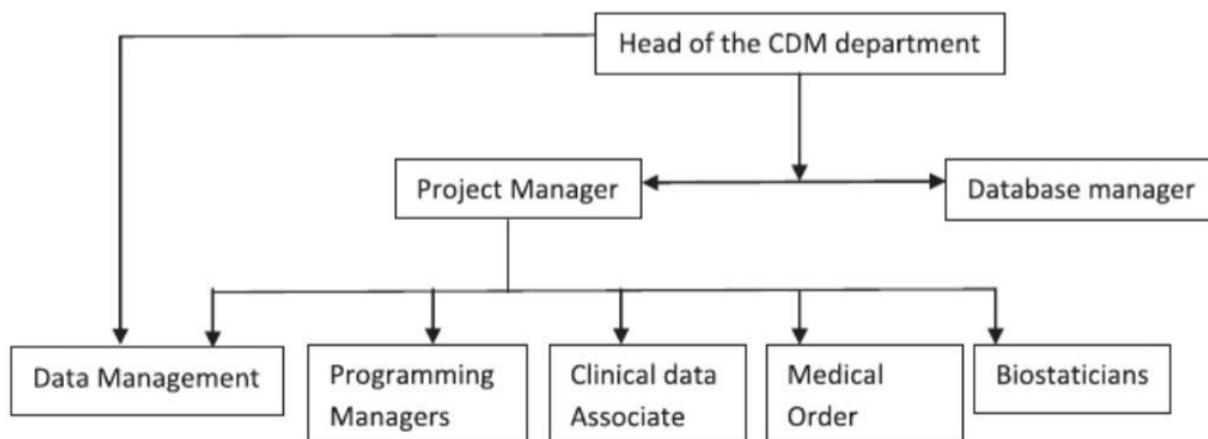 Head of the CDM department
Project Manager
Database manager
Data Management
Programming
Managers
Clinical data
Associate
Medical
Order
Biostaticians